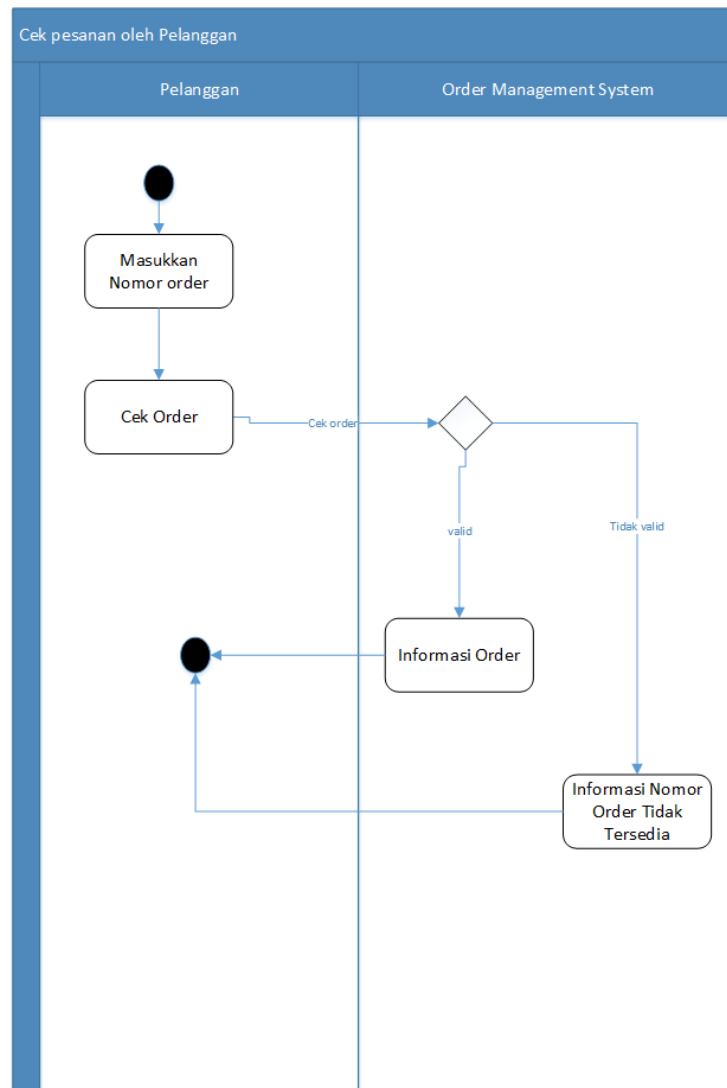 Cek pesanan oleh Pelanggan
Pelanggan
Order Management System
Masukkan
Nomor order
Cek Order
Cek order
valid
Tidak valid
Informasi Order
Informasi Nomor
Order Tidak
Tersedia